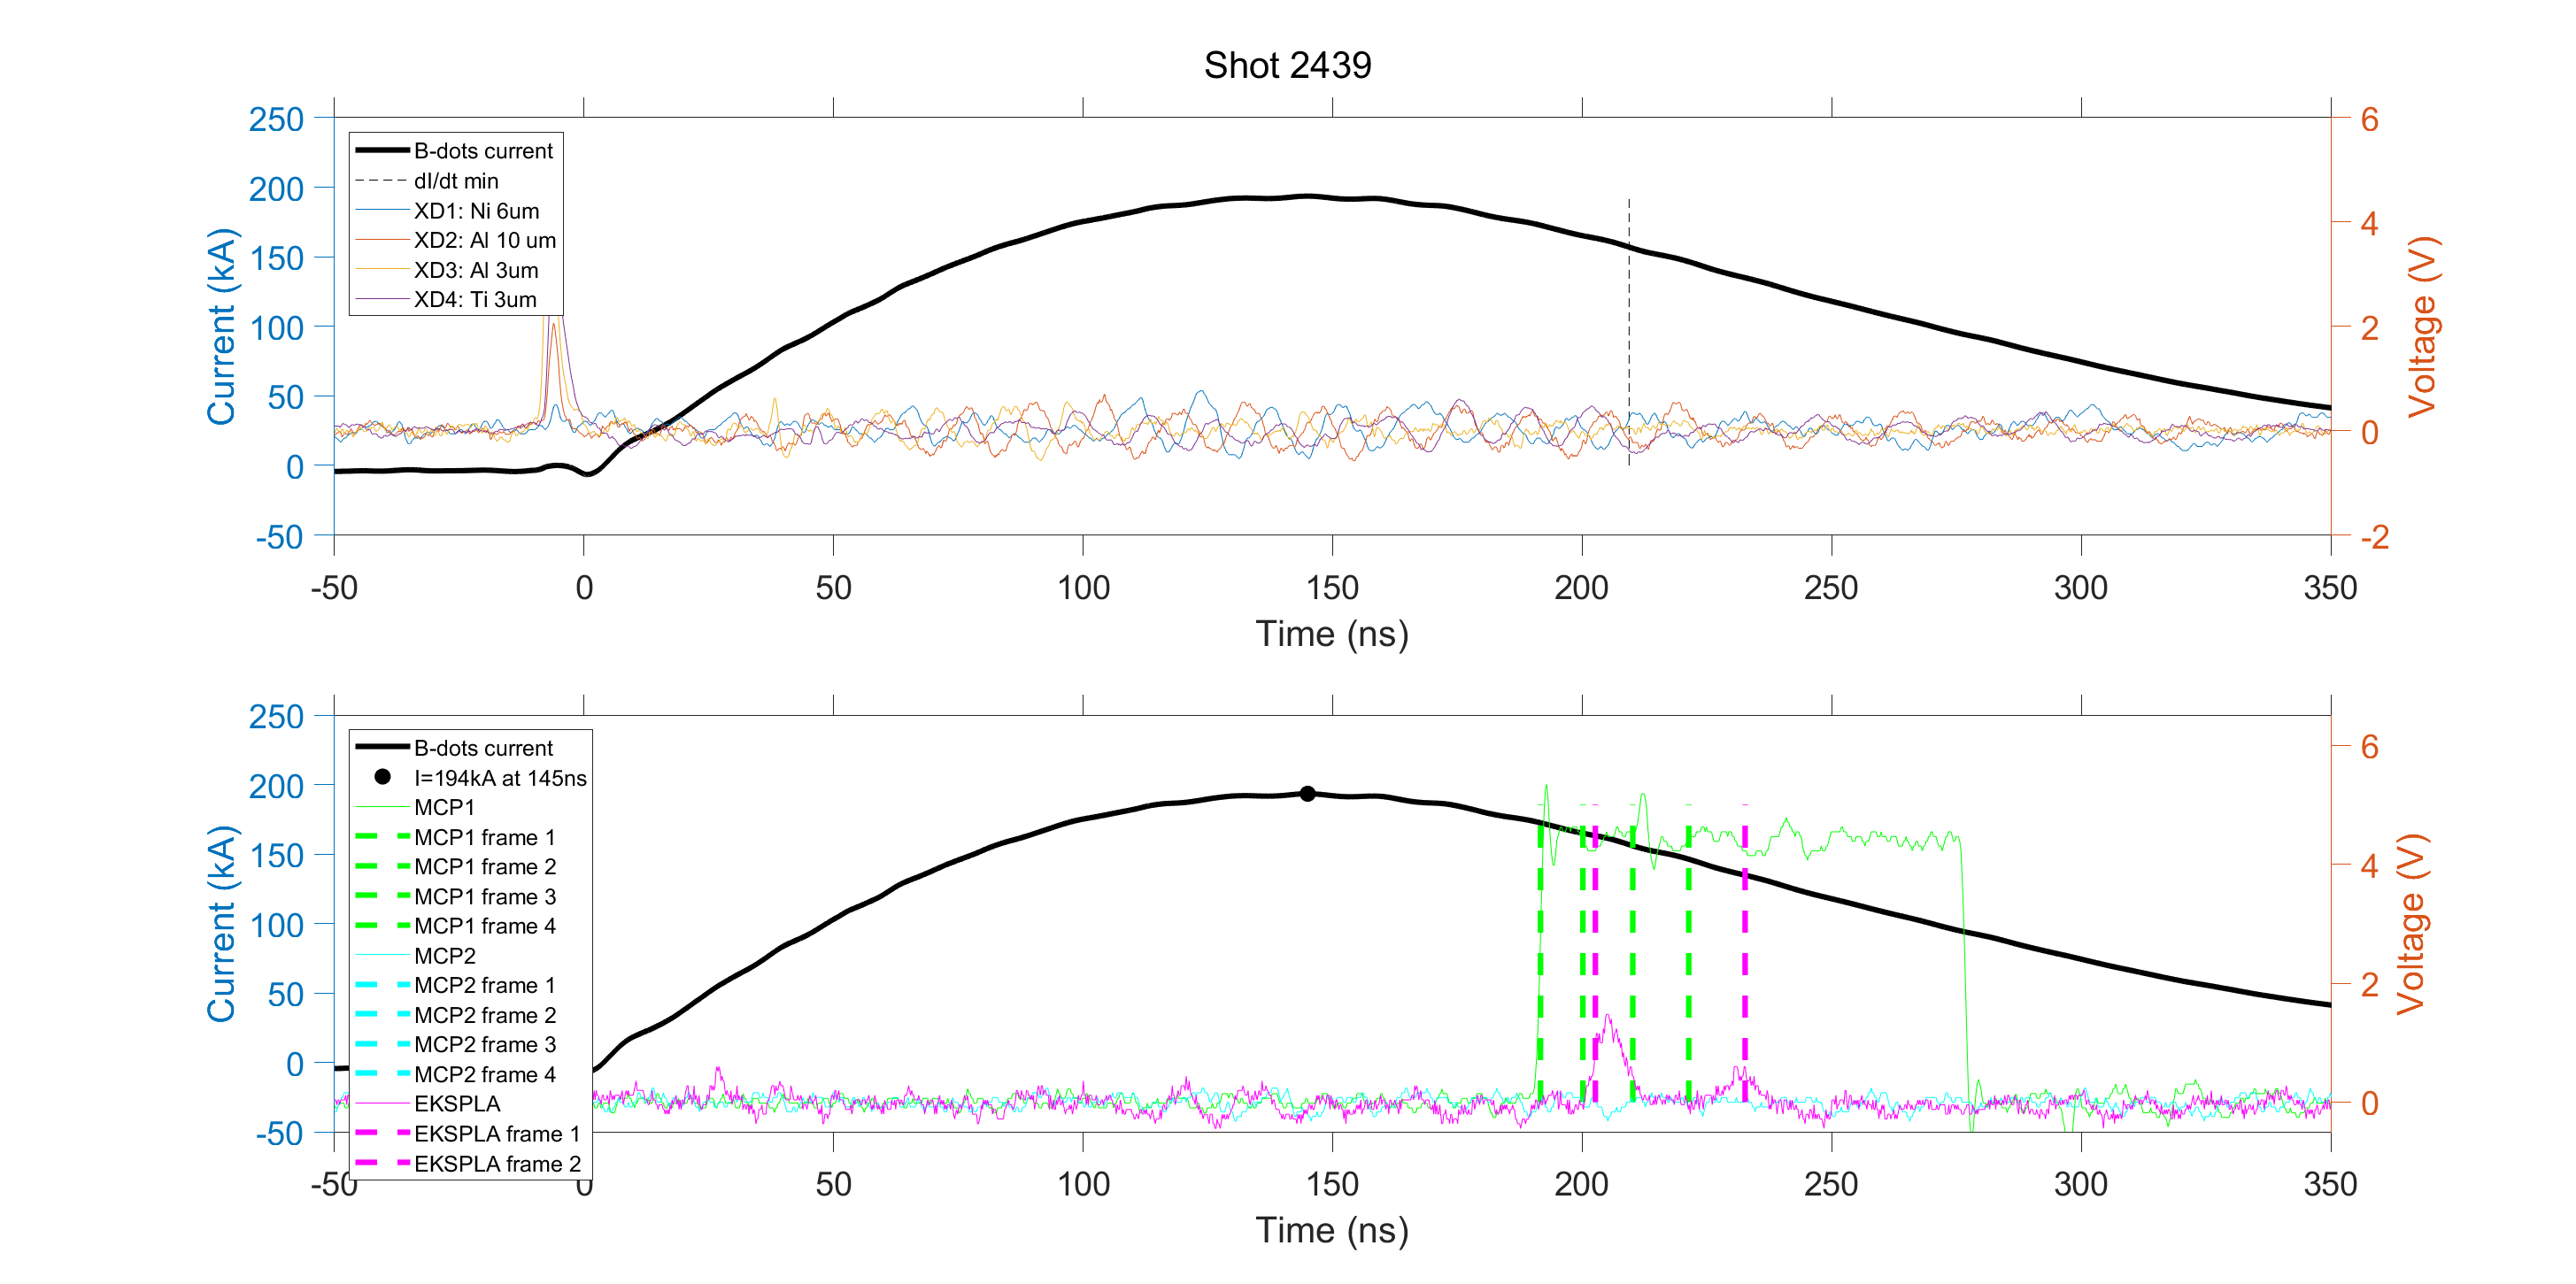 Shot 2439
250
200
150
100
50
0
-50
Current (kA)
6
4
2
0
-2
Voltage (V)
B-dots current
dI/dt min
XD1: Ni 6um
XD2: Al 10 um
XD3: Al 3um
XD4: Ti 3um
-50 0 50 100 150 200 250 300 350
Time (ns)
250
200
150
100
50
0
-50
Current (kA)
6
4
2
0
Voltage (V)
B-dots current
I=194kA at 145ns
MCP1
MCP1 frame 1
MCP1 frame 2
MCP1 frame 3
MCP1 frame 4
MCP2
MCP2 frame 1
MCP2 frame 2
MCP2 frame 3
MCP2 frame 4
EKSPLA
EKSPLA frame 1
EKSPLA frame 2
-50 0 50 100 150 200 250 300 350
Time (ns)